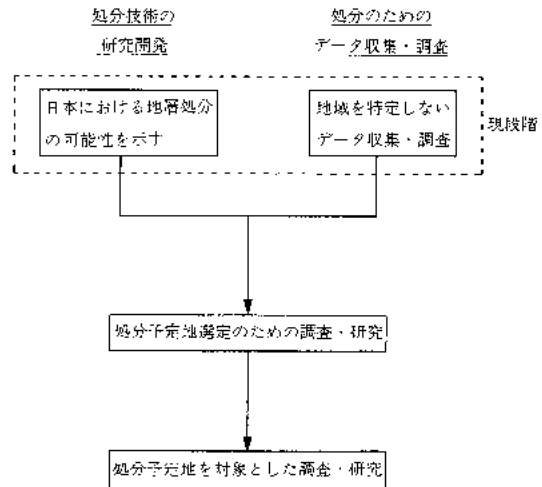 処分技術の
研究開発
処分のための
データ収集・調査
日本における地層処分
の可能性を示す
地域を特定しない
データ収集・調査
現段階
処分予定地選定のための調査・研究
処分予定地を対象とした調査・研究